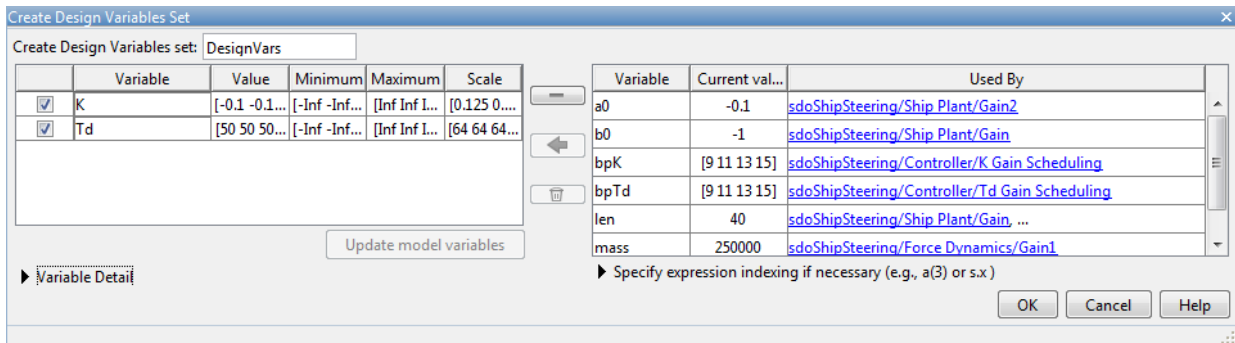 Create Design Variables Set
Create Design Variables set: DesignVars
Variable Value Minimum Maximum Scale
K [-0.1 -0.1... [-Inf -Inf... [Inf Inf I... [0.125 0....
Td [50 50 50... [-Inf -Inf... [Inf Inf I... [64 64 64...
Update model variables
Variable Detail
Variable Current val... Used By
a0 -0.1 sdoShipSteering/Ship Plant/Gain2
b0 -1 sdoShipSteering/Ship Plant/Gain
bpK [9 11 13 15] sdoShipSteering/Controller/K Gain Scheduling
bpTd [9 11 13 15] sdoShipSteering/Controller/Td Gain Scheduling
len 40 sdoShipSteering/Ship Plant/Gain, ...
mass 250000 sdoShipSteering/Force Dynamics/Gain1
Specify expression indexing if necessary (e.g., a(3) or s.x )
OK Cancel Help